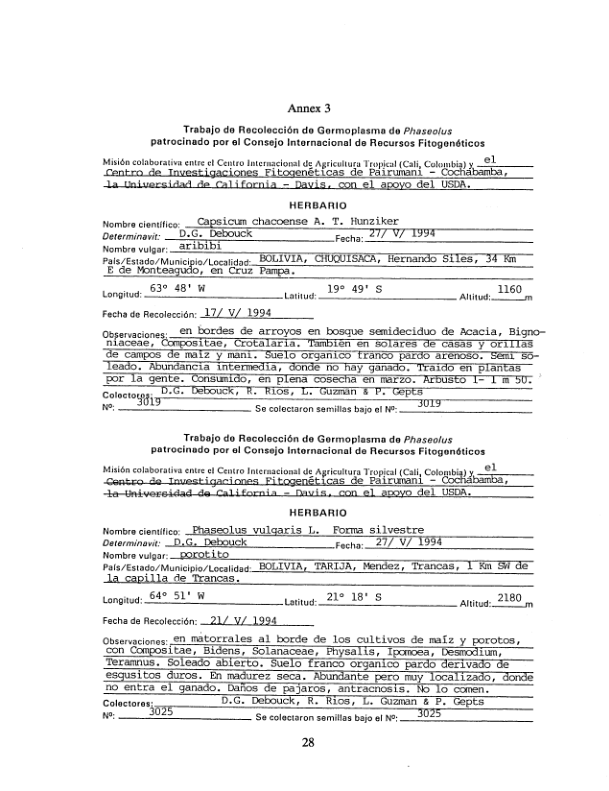 Annex 3
Trabajo de Recolección de Germoplasma de Phaseolus
patrocinado por el Consejo Internacional de Recursos Fitogenéticos
Misión colaborativa entre el Centro Internacional de Agricultura Tropical (Cali, Colombia) y el
Centro de Investigaciones Fitogenéticas de Pairumani - Cochabamba,
la Universidad de California - Davis, con el apoyo del USDA.
HERBARIO
Nombre científico: Capsicum chacoense A. T. Hunziker
Determinavit: D.G. Debouck Fecha: 27/ V/ 1994
Nombre vulgar: aribibi
País/Estado/Municipio/Localidad: BOLIVIA, CHUQUISACA, Hernando Siles, 34 Km
E de Monteagudo, en Cruz Pampa.
Longitud: 63° 48' W Latitud: 19° 49' S Altitud: 1160 m
Fecha de Recolección: 17/ V/ 1994
Observaciones: en bordes de arroyos en bosque semideciduo de Acacia, Bigno-
niaceae, Compositae, Crotalaria. También en solares de casas y orillas
de campos de maíz y maní. Suelo organico franco pardo arenoso. Semi so-
leado. Abundancia intermedia, donde no hay ganado. Traido en plantas
por la gente. Consumido, en plena cosecha en marzo. Arbusto 1- 1 m 50.
Colectores: D.G. Debouck, R. Rios, L. Guzman & P. Gepts
Nº: 3019 Se colectaron semillas bajo el Nº: 3019
Trabajo de Recolección de Germoplasma de Phaseolus
patrocinado por el Consejo Internacional de Recursos Fitogenéticos
Misión colaborativa entre el Centro Internacional de Agricultura Tropical (Cali, Colombia) y el
Centro de Investigaciones Fitogenéticas de Pairumani - Cochabamba,
la Universidad de California - Davis, con el apoyo del USDA.
HERBARIO
Nombre científico: Phaseolus vulgaris L. Forma silvestre
Determinavit: D.G. Debouck Fecha: 27/ V/ 1994
Nombre vulgar: porotito
País/Estado/Municipio/Localidad: BOLIVIA, TARIJA, Mendez, Trancas, 1 Km SW de
la capilla de Trancas.
Longitud: 64° 51' W Latitud: 21° 18' S Altitud: 2180 m
Fecha de Recolección: 21/ V/ 1994
Observaciones: en matorrales al borde de los cultivos de maíz y porotos,
con Compositae, Bidens, Solanaceae, Physalis, Ipomoea, Desmodium,
Teramnus. Soleado abierto. Suelo franco organico pardo derivado de
esqusitos duros. En madurez seca. Abundante pero muy localizado, donde
no entra el ganado. Daños de pajaros, antracnosis. No lo comen.
Colectores: D.G. Debouck, R. Rios, L. Guzman & P. Gepts
Nº: 3025 Se colectaron semillas bajo el Nº: 3025
28